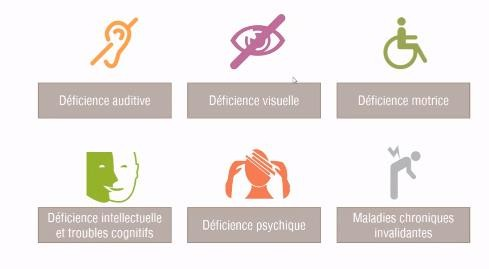 Déficience auditive
Déficience visuelle
Déficience motrice
Déficience intellectuelle
et troubles cognitifs
Déficience psychique
Maladies chroniques
invalidantes